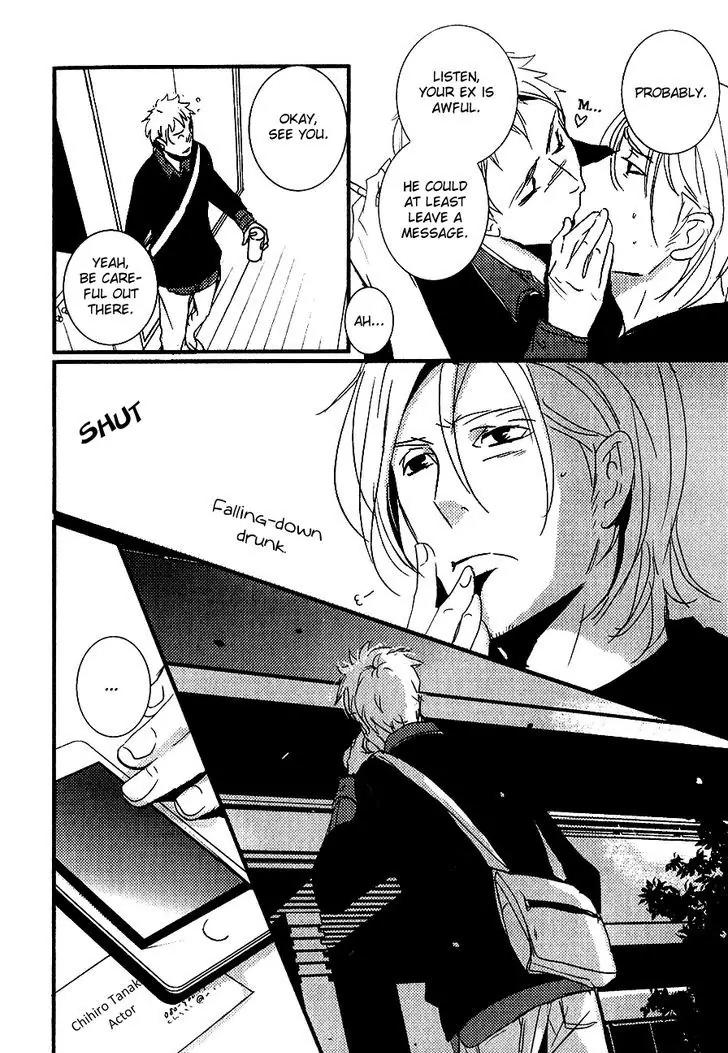 PROBABLY.
M...
LISTEN,
YOUR EX IS
AWFUL.
HE COULD
AT LEAST
LEAVE A
MESSAGE.
AH...
OKAY,
SEE YOU.
YEAH,
BE CARE-
FUL OUT
THERE.
SHUT
Falling-down
drunk.
...
Chihiro Tanak
Actor